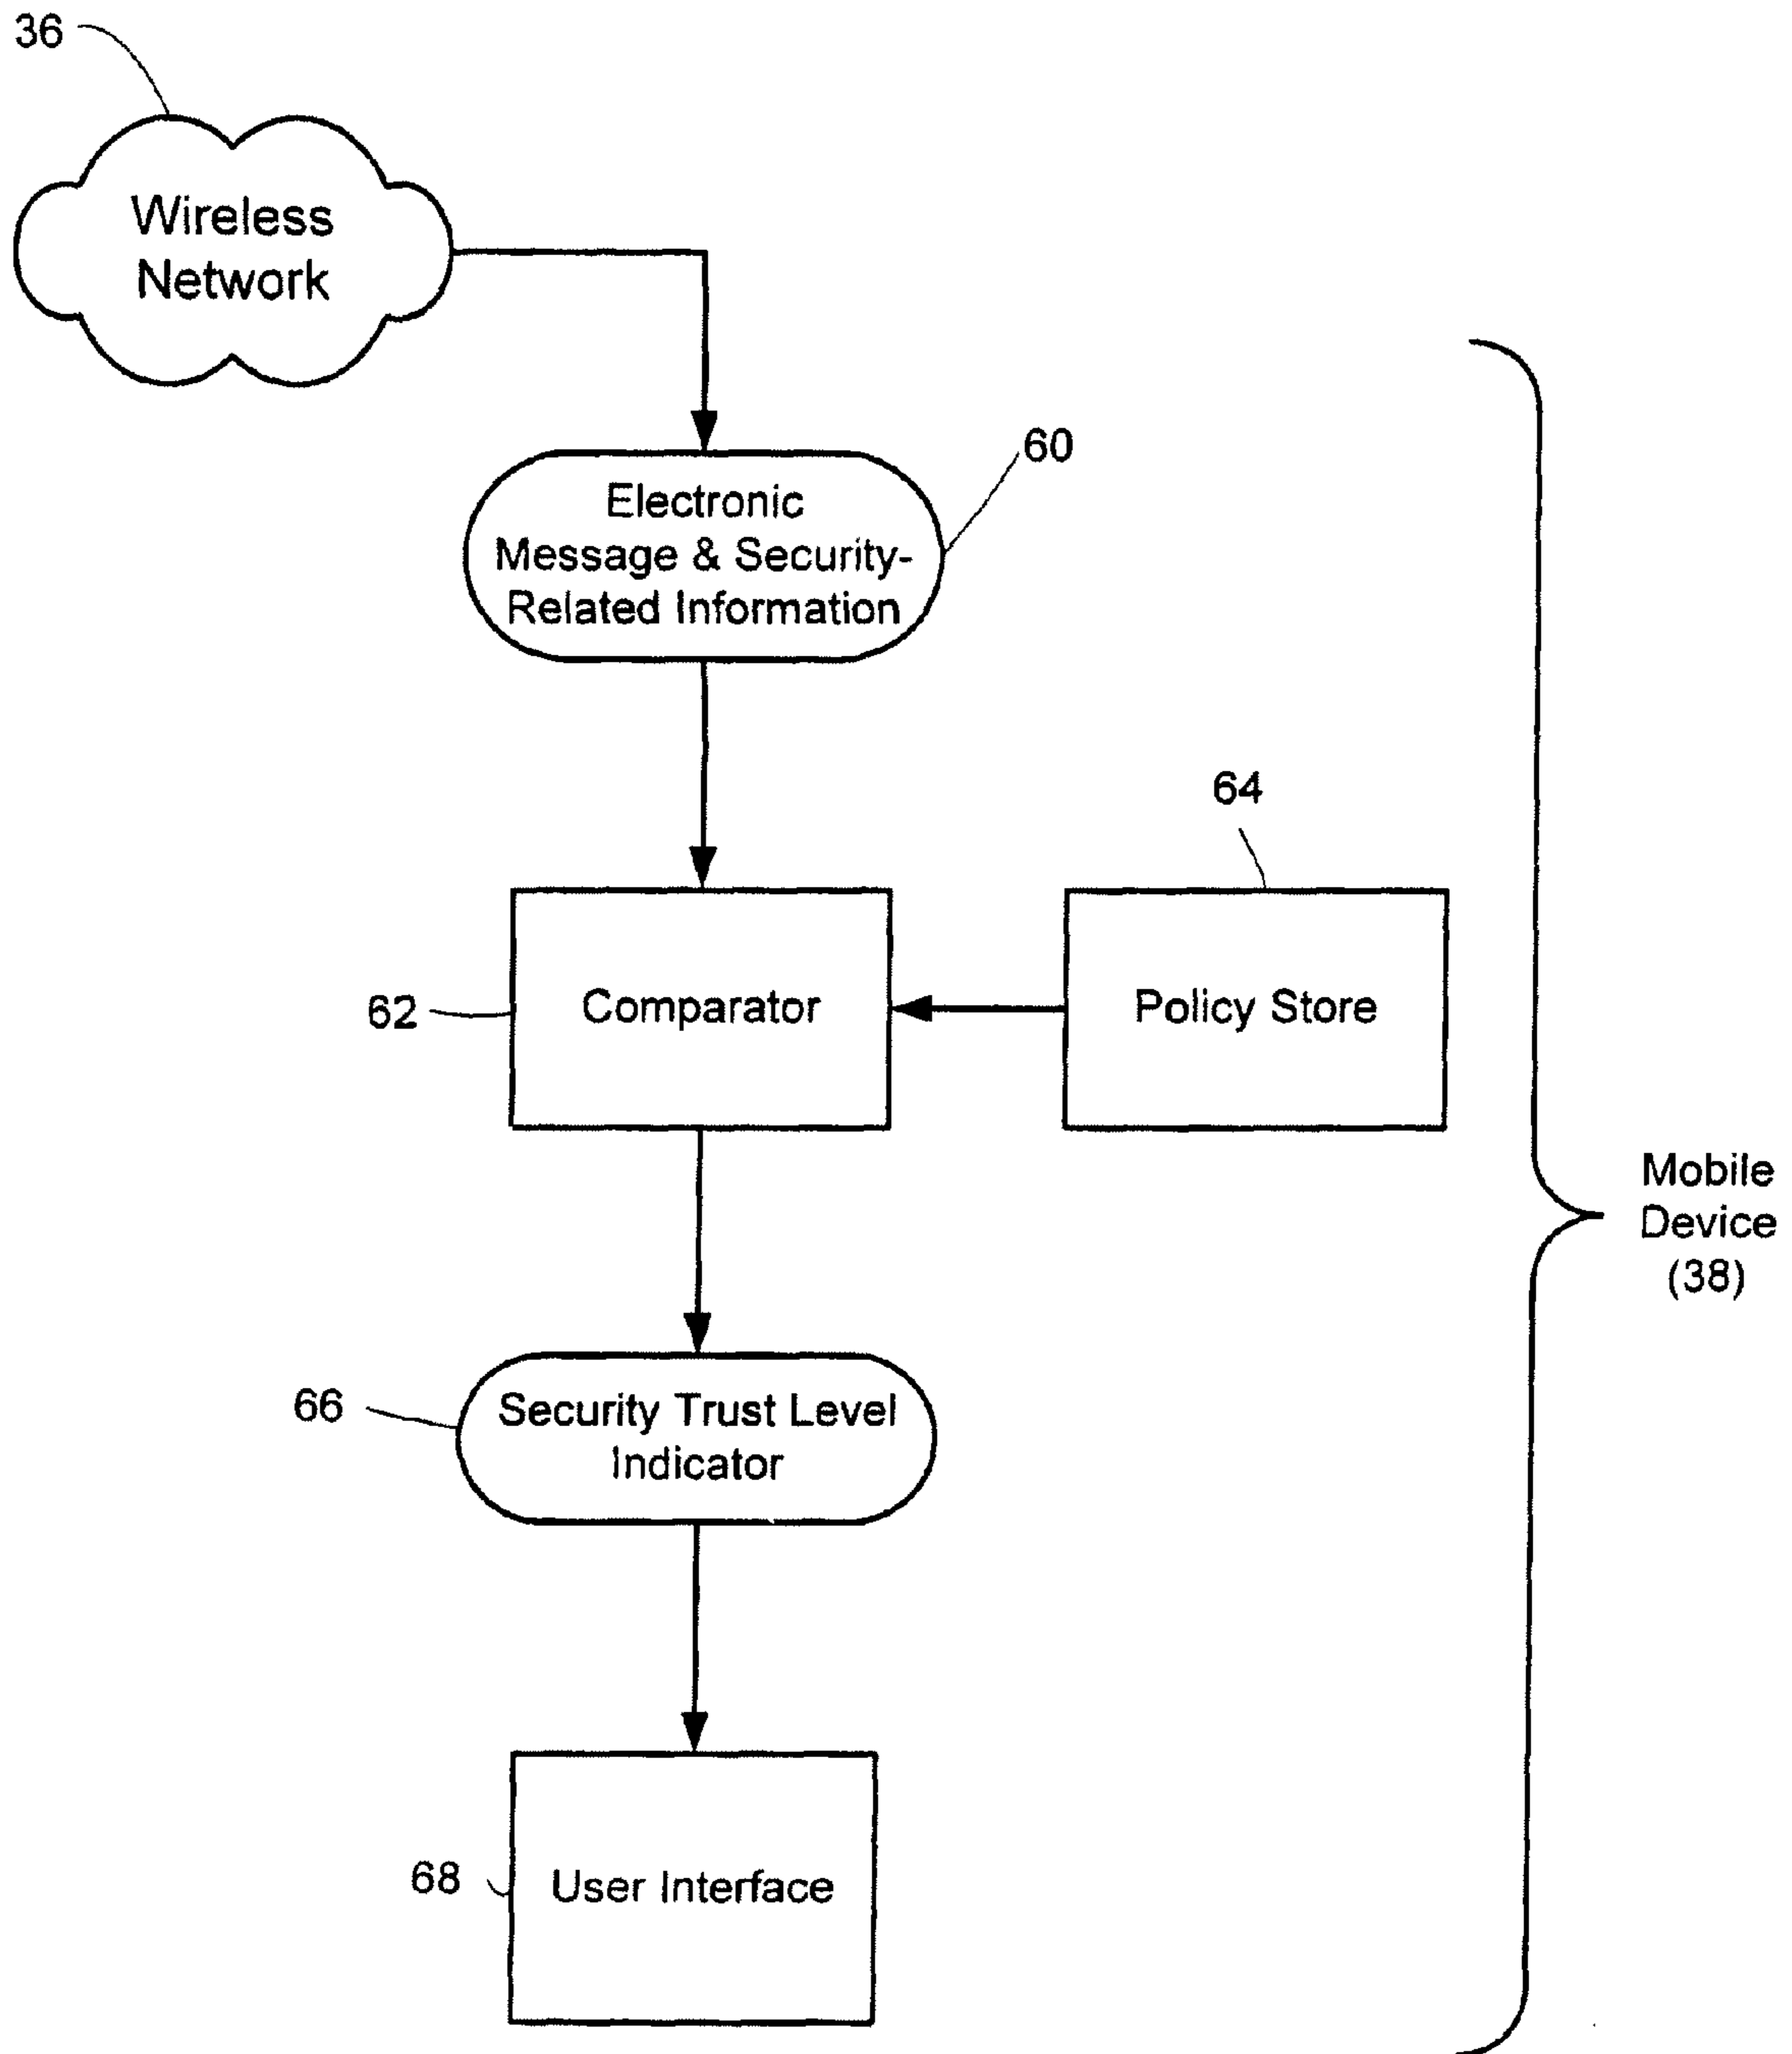 36
Wireless
Network
60
Electronic
Message & Security-
Related Information
64
62
Comparator
Policy Store
Mobile
Device
(38)
66
Security Trust Level
Indicator
68
User Interface